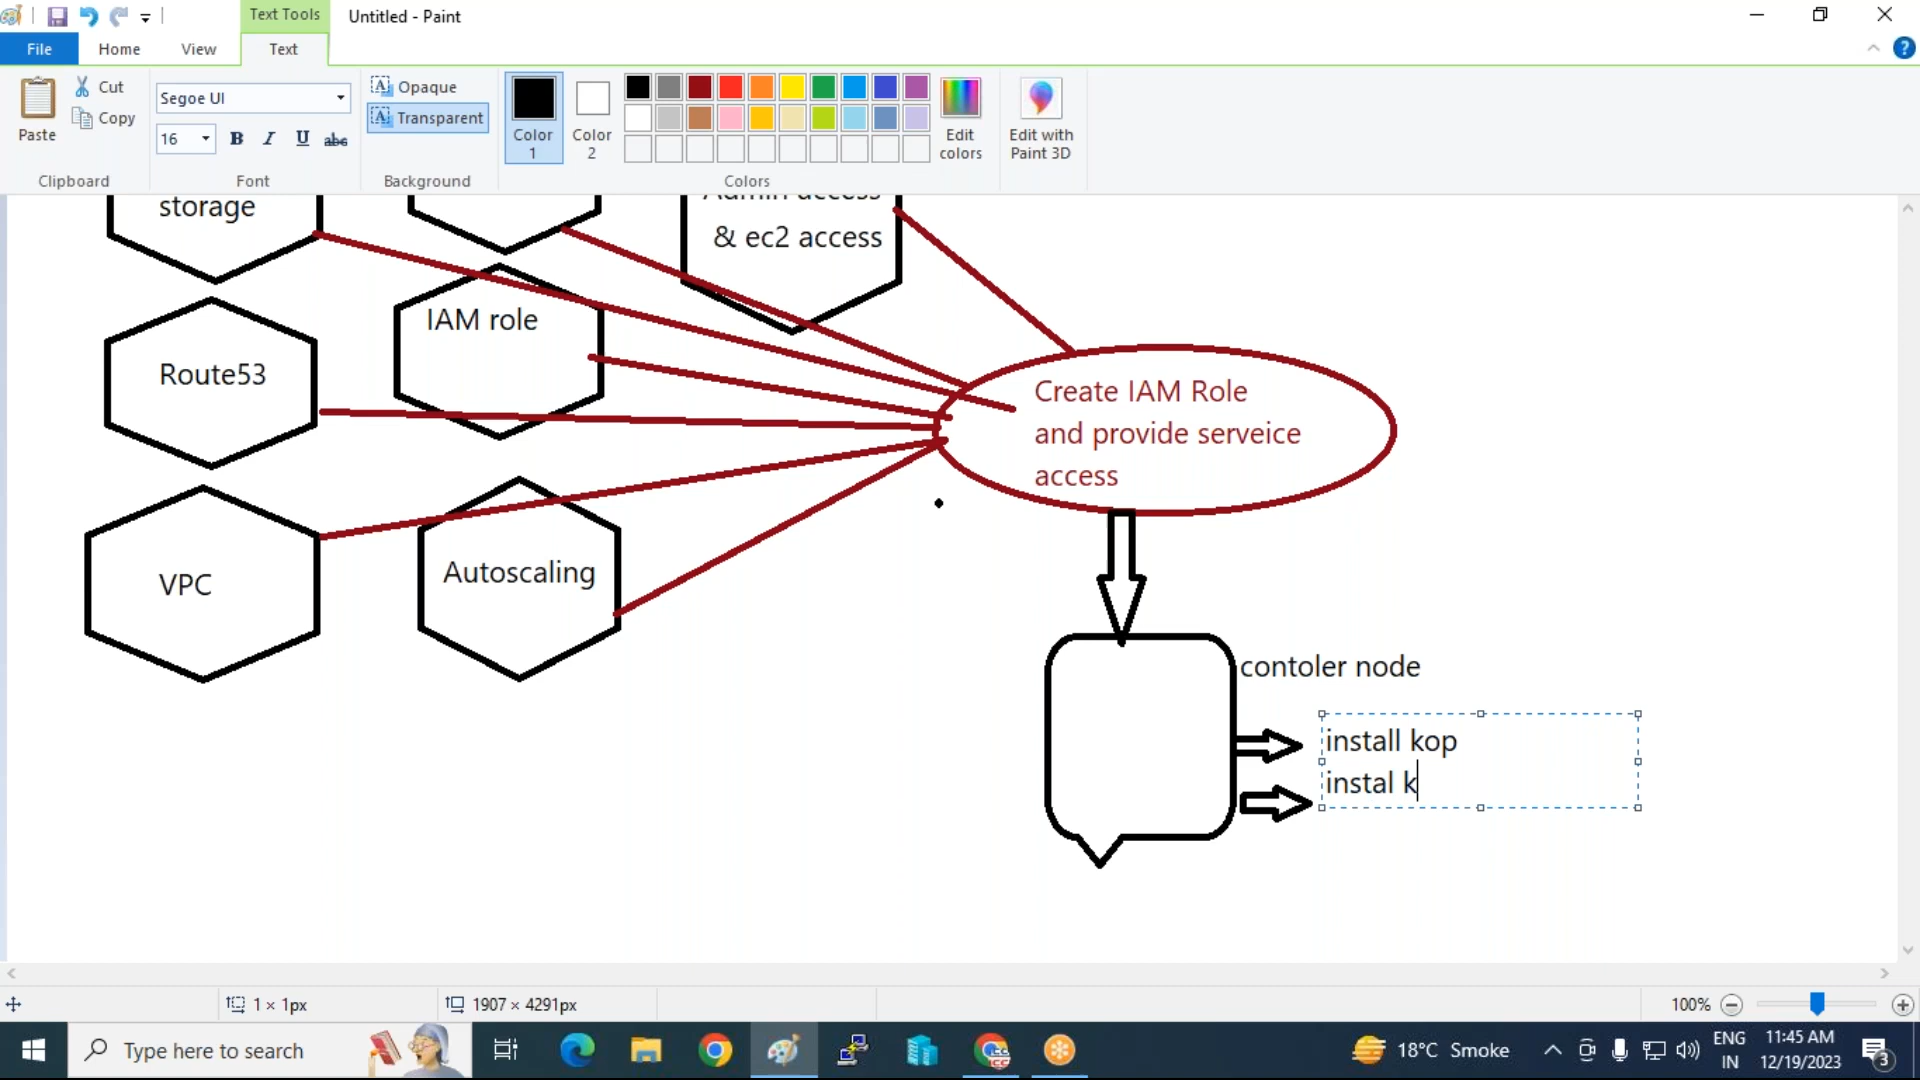 Text Tools
Untitled - Paint
File
Home
View
Text
Paste
Cut
Copy
Clipboard
Segoe UI
16
B
I
U
abc
Font
Opaque
Transparent
Background
Color
1
Color
2
Colors
Edit
colors
Edit with
Paint 3D
storage
Admin access
& ec2 access
IAM role
Route53
Create IAM Role
and provide serveice
access
Autoscaling
VPC
contoler node
install kop
instal k
1 × 1px
1907 × 4291px
100%
Type here to search
18°C Smoke
ENG
IN
11:45 AM
12/19/2023
3